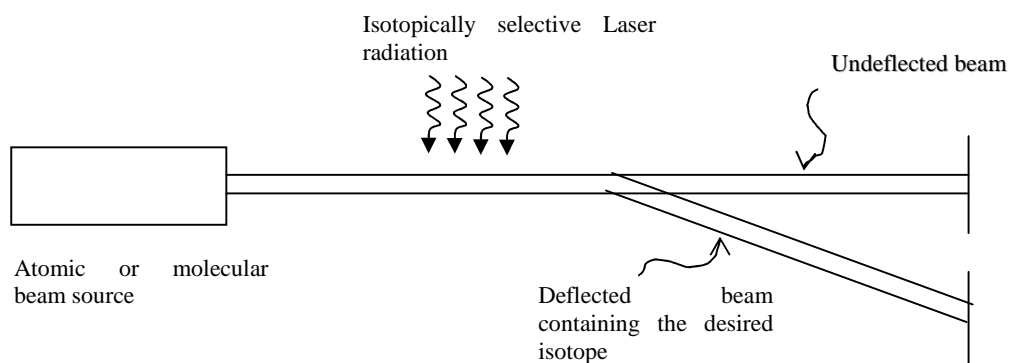 Isotopically selective Laser
radiation
Undeflected beam
Atomic or molecular
beam source
Deflected beam
containing the desired
isotope